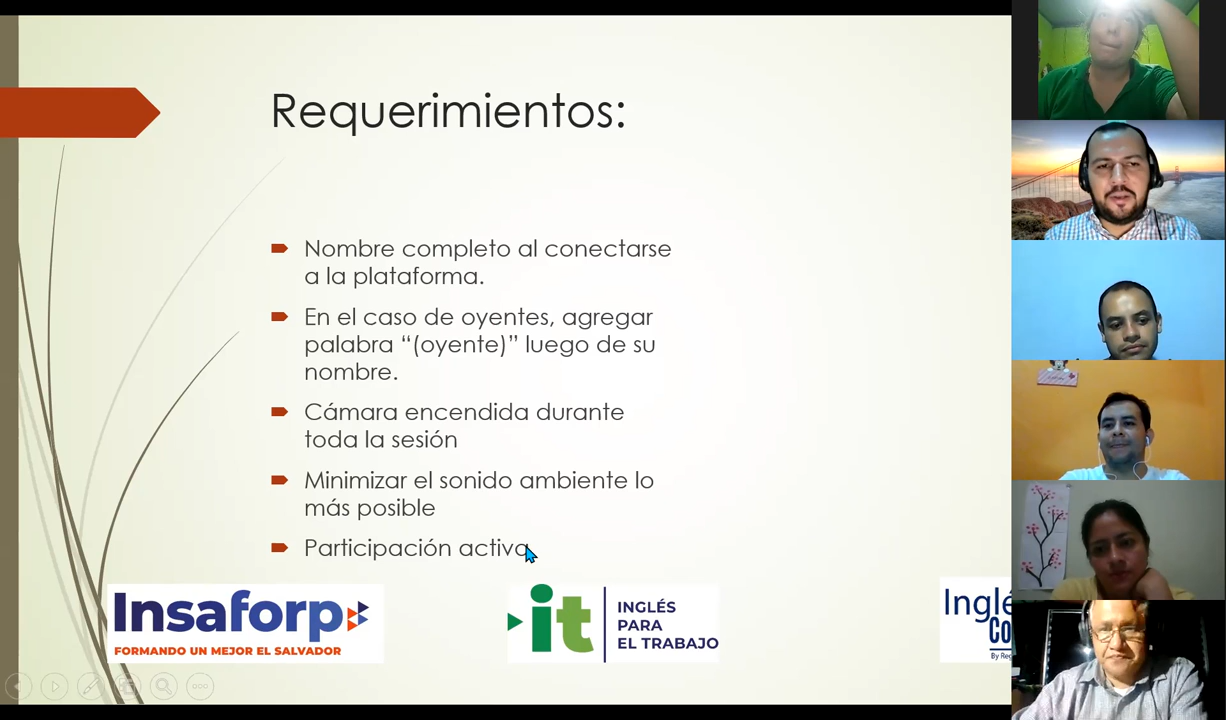 Requerimientos:
Nombre completo al conectarse
a la plataforma.
En el caso de oyentes, agregar
palabra “(oyente)” luego de su
nombre.
Cámara encendida durante
toda la sesión
Minimizar el sonido ambiente lo
más posible
Participación activa
Insaforp
FORMANDO UN MEJOR EL SALVADOR
it
INGLÉS
PARA
EL TRABAJO
Inglé
CO
By Reg